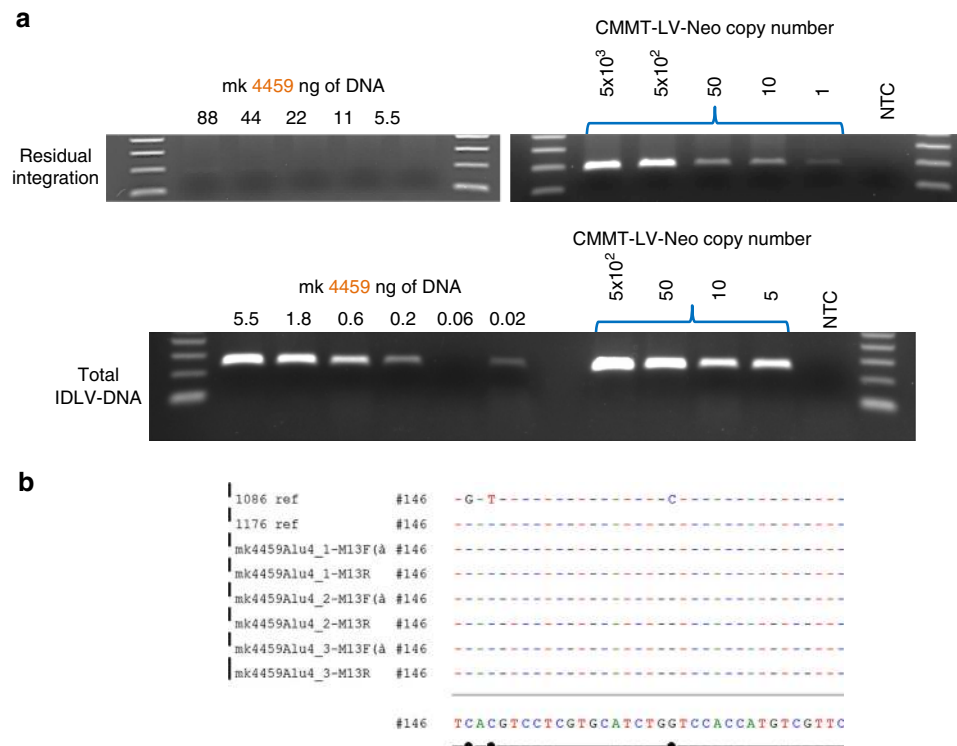 a
CMMT-LV-Neo copy number
mk 4459 ng of DNA
88 44 22 11 5.5
5x10³ 5x10² 50 10 1 NTC
Residual
integration
CMMT-LV-Neo copy number
mk 4459 ng of DNA
5.5 1.8 0.6 0.2 0.06 0.02
5x10² 50 10 5 NTC
Total
IDLV-DNA
b
1086 ref #146 -G-T----------------C---------------
1176 ref #146
mk4459Alu4_1-M13F(à #146
mk4459Alu4_1-M13R #146
mk4459Alu4_2-M13F(à #146
mk4459Alu4_2-M13R #146
mk4459Alu4_3-M13F(à #146
mk4459Alu4_3-M13R #146
#146 TCACGTCCTCGTGCATCTGGTCCACCATGTCGTTC